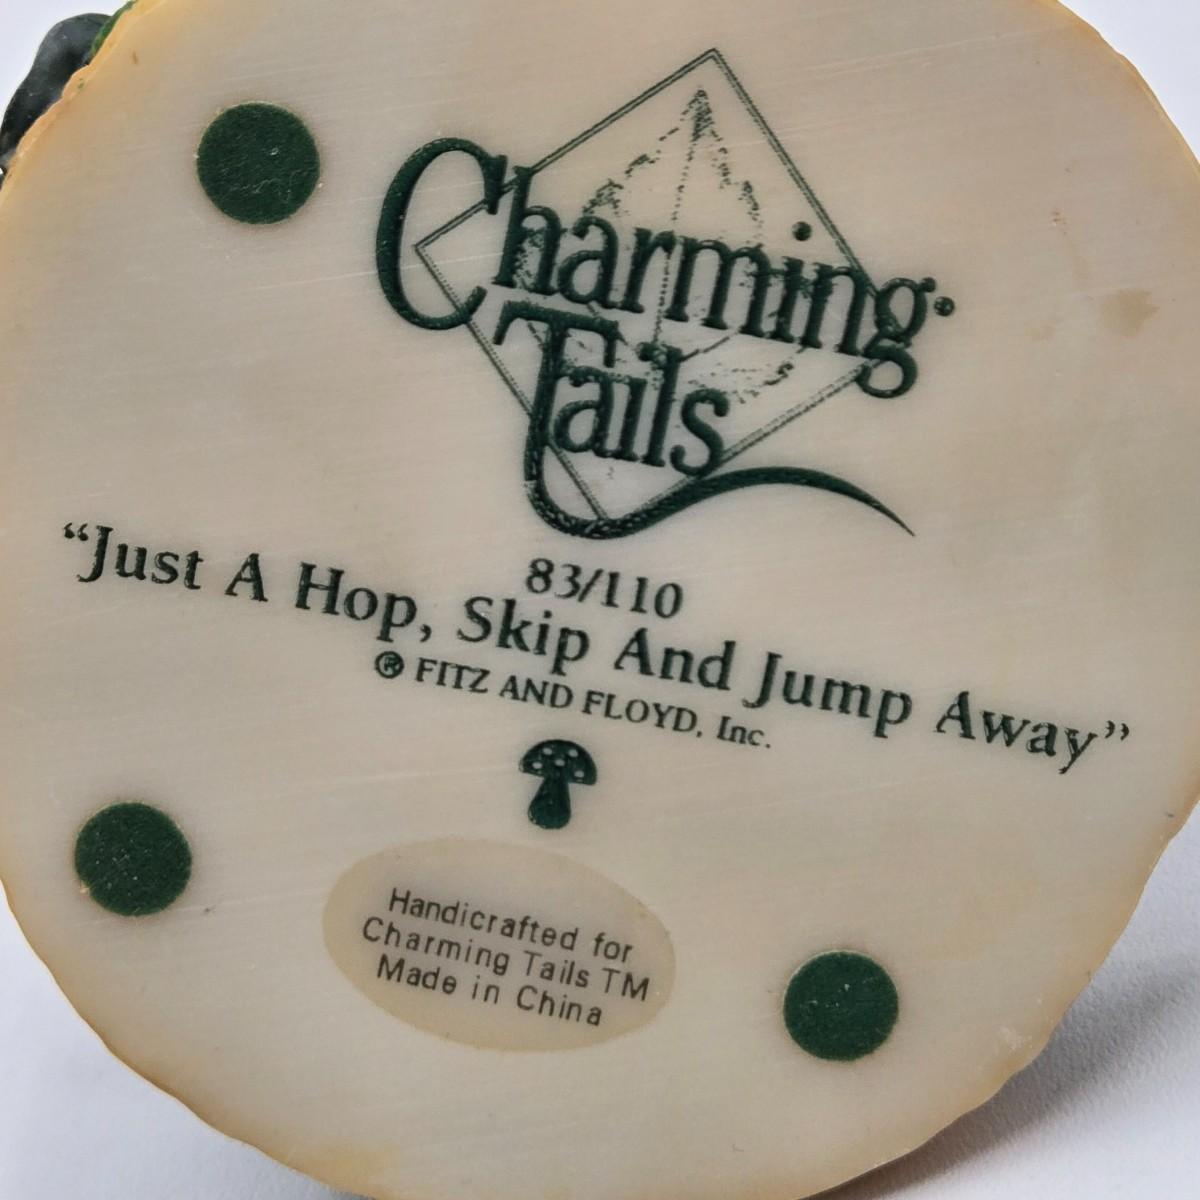 Charming
Tails
83/110
“Just A Hop, Skip And Jump Away”
® FITZ AND FLOYD, Inc.
Handicrafted for
Charming Tails TM
Made in China